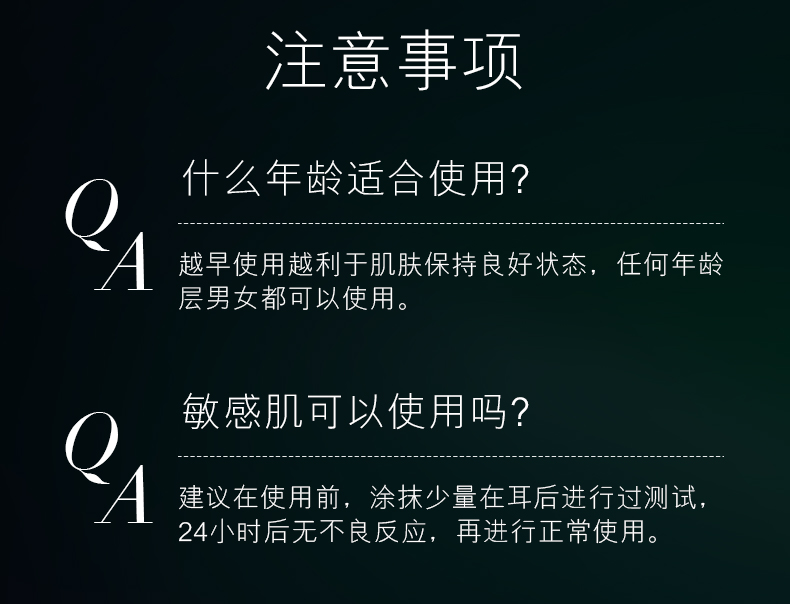 注意事项
Q
A
什么年龄适合使用?
越早使用越利于肌肤保持良好状态，任何年龄
层男女都可以使用。
Q
A
敏感肌可以使用吗?
建议在使用前，涂抹少量在耳后进行过测试，
24小时后无不良反应，再进行正常使用。